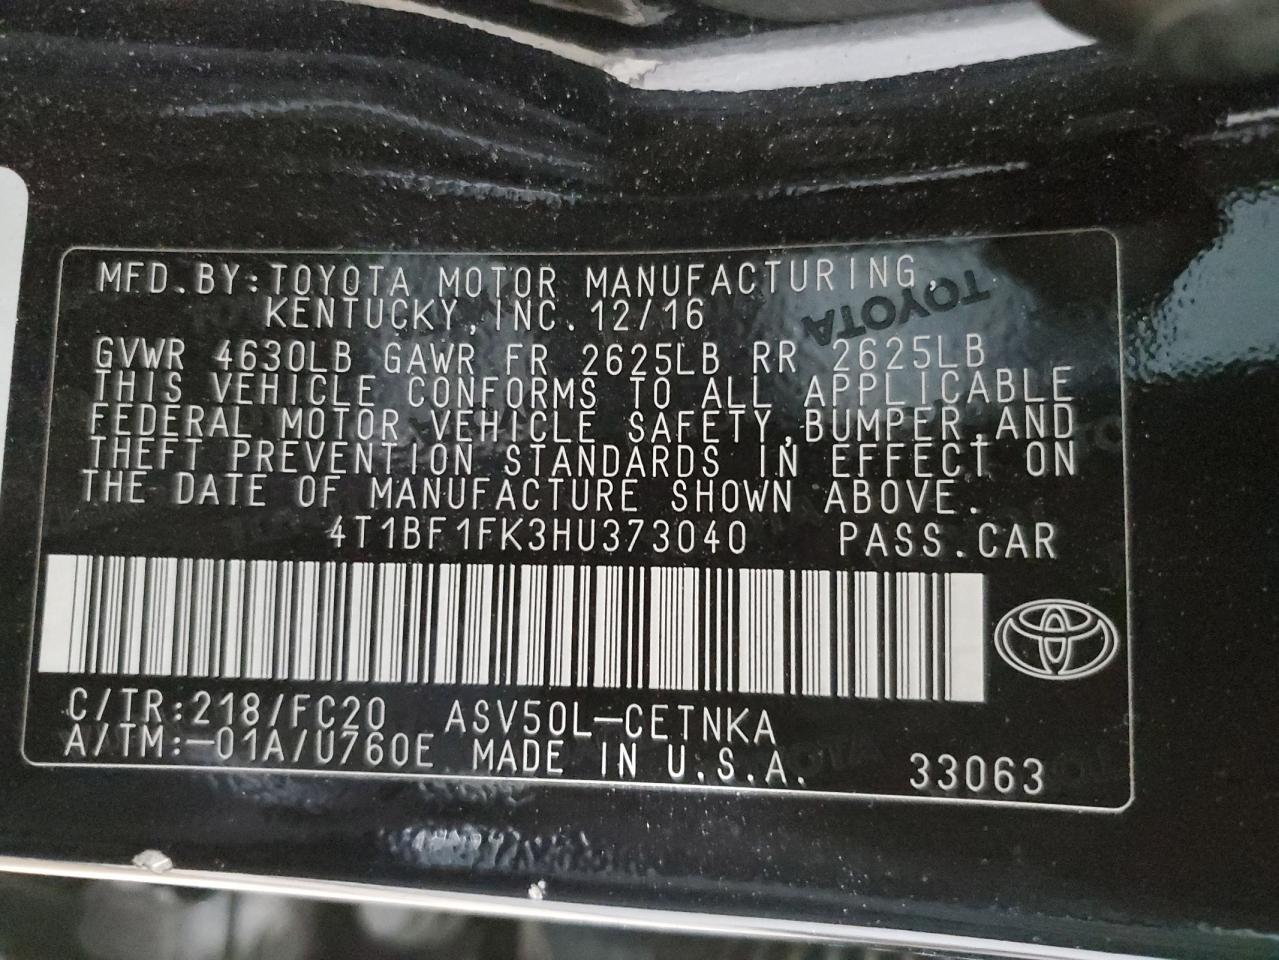 MFD.BY:TOYOTA MOTOR MANUFACTURING,
KENTUCKY,INC. 12/16
GVWR 4630LB GAWR FR 2625LB RR 2625LB
THIS VEHICLE CONFORMS TO ALL APPLICABLE
FEDERAL MOTOR VEHICLE SAFETY,BUMPER,AND
THEFT PREVENTION STANDARDS IN EFFECT ON
THE DATE OF MANUFACTURE SHOWN ABOVE.
4T1BF1FK3HU373040 PASS.CAR
C/TR:218/FC20 ASV50L-CETNKA
A/TM:-01A/U760E MADE IN U.S.A. 33063
TOYOTA